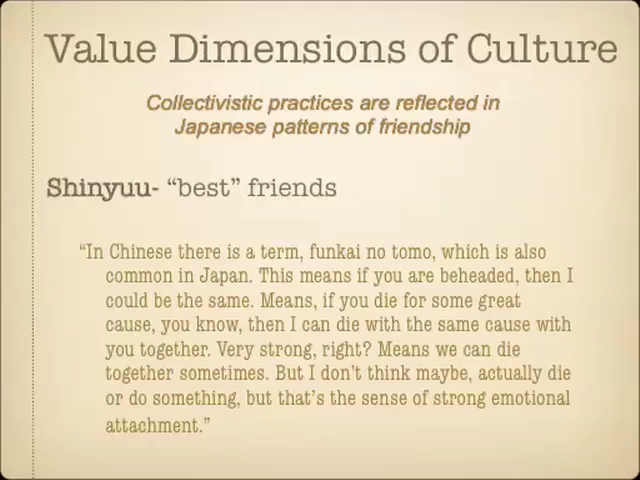 Value Dimensions of Culture
Collectivistic practices are reflected in
Japanese patterns of friendship
Shinyuu- “best” friends
“In Chinese there is a term, funkai no tomo, which is also
common in Japan. This means if you are beheaded, then I
could be the same. Means, if you die for some great
cause, you know, then I can die with the same cause with
you together. Very strong, right? Means we can die
together sometimes. But I don’t think maybe, actually die
or do something, but that’s the sense of strong emotional
attachment.”